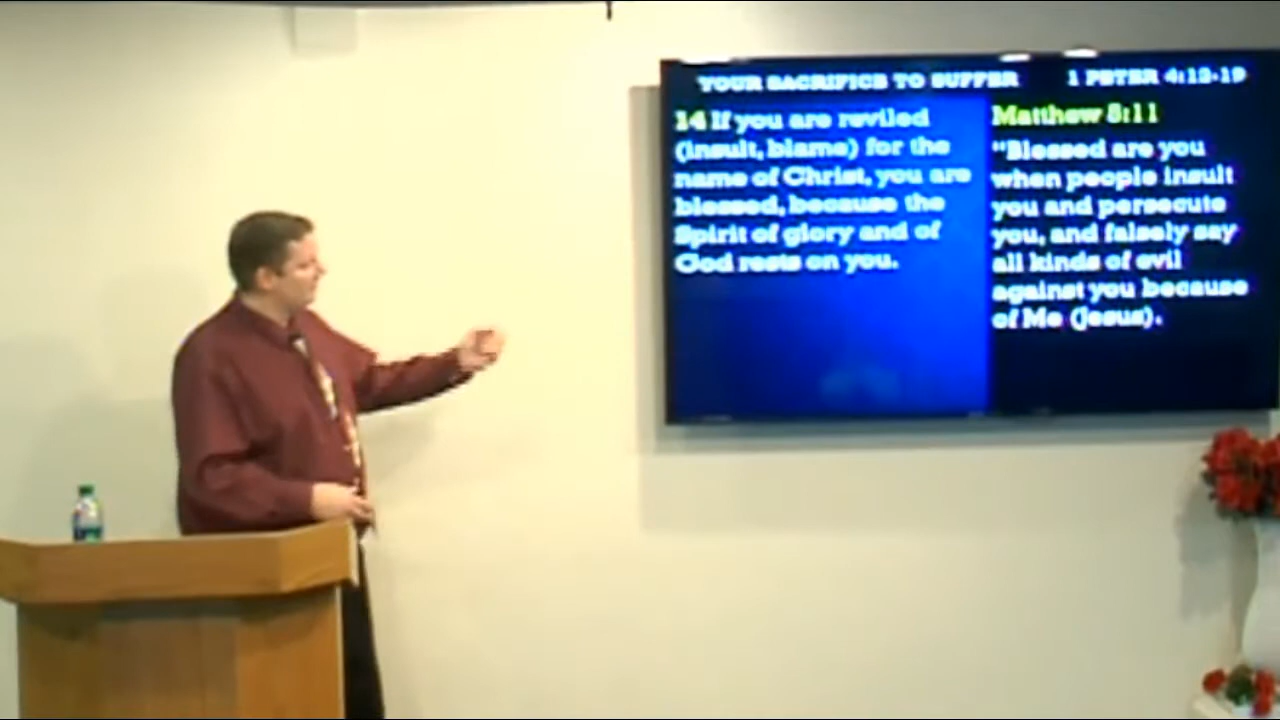 YOUR SACRIFICE TO SUFFER 1 PETER 4:12-19
14 If you are reviled
(insult, blame) for the
name of Christ, you are
blessed, because the
Spirit of glory and of
God rests on you.
Matthew 5:11
“Blessed are you
when people insult
you and persecute
you, and falsely say
all kinds of evil
against you because
of Me (Jesus).